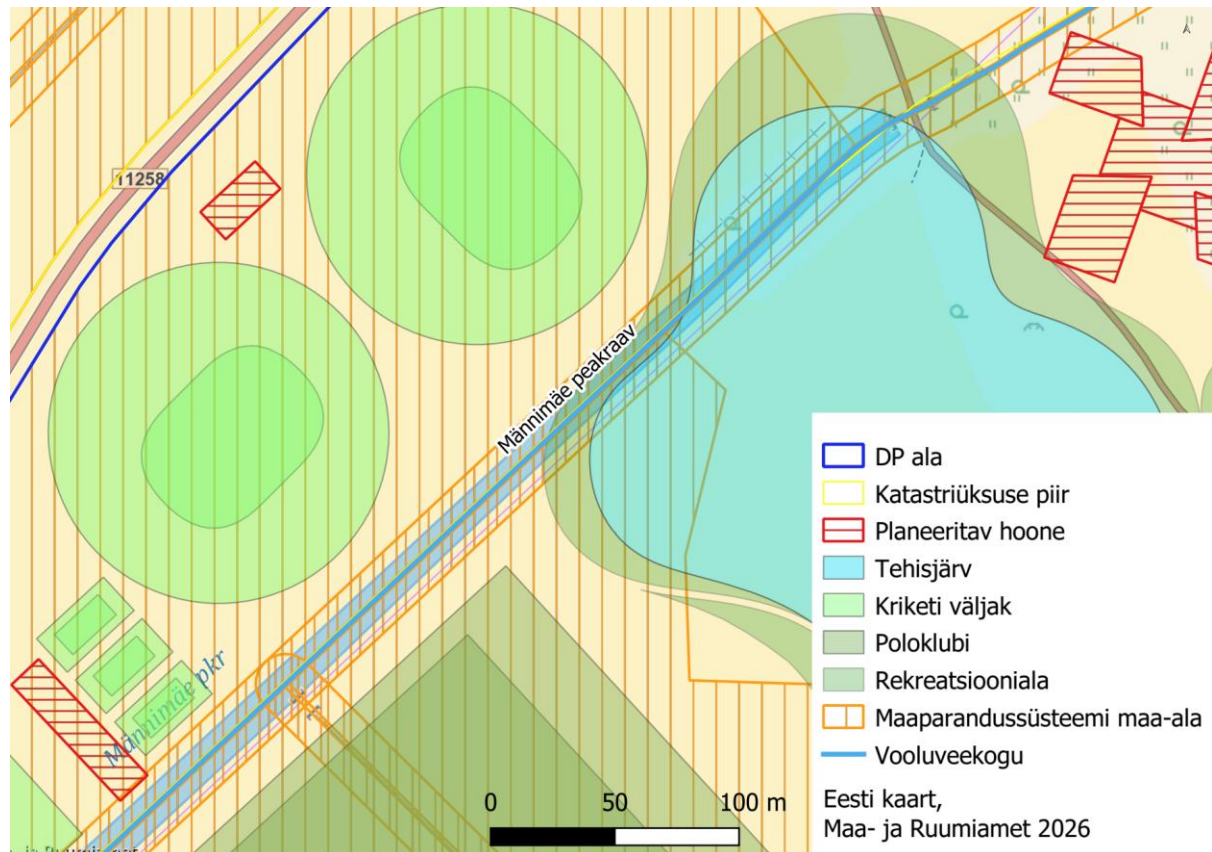 11258
Männimäe peakraav
Männimäe pkr
DP ala
Katastriüksuse piir
Planeeritav hoone
Tehisjärv
Kriketi väljak
Poloklubi
Rekreatsiooniala
Maaparandussüsteemi maa-ala
Vooluveekogu
0 50 100 m
Eesti kaart,
Maa- ja Ruumiamet 2026